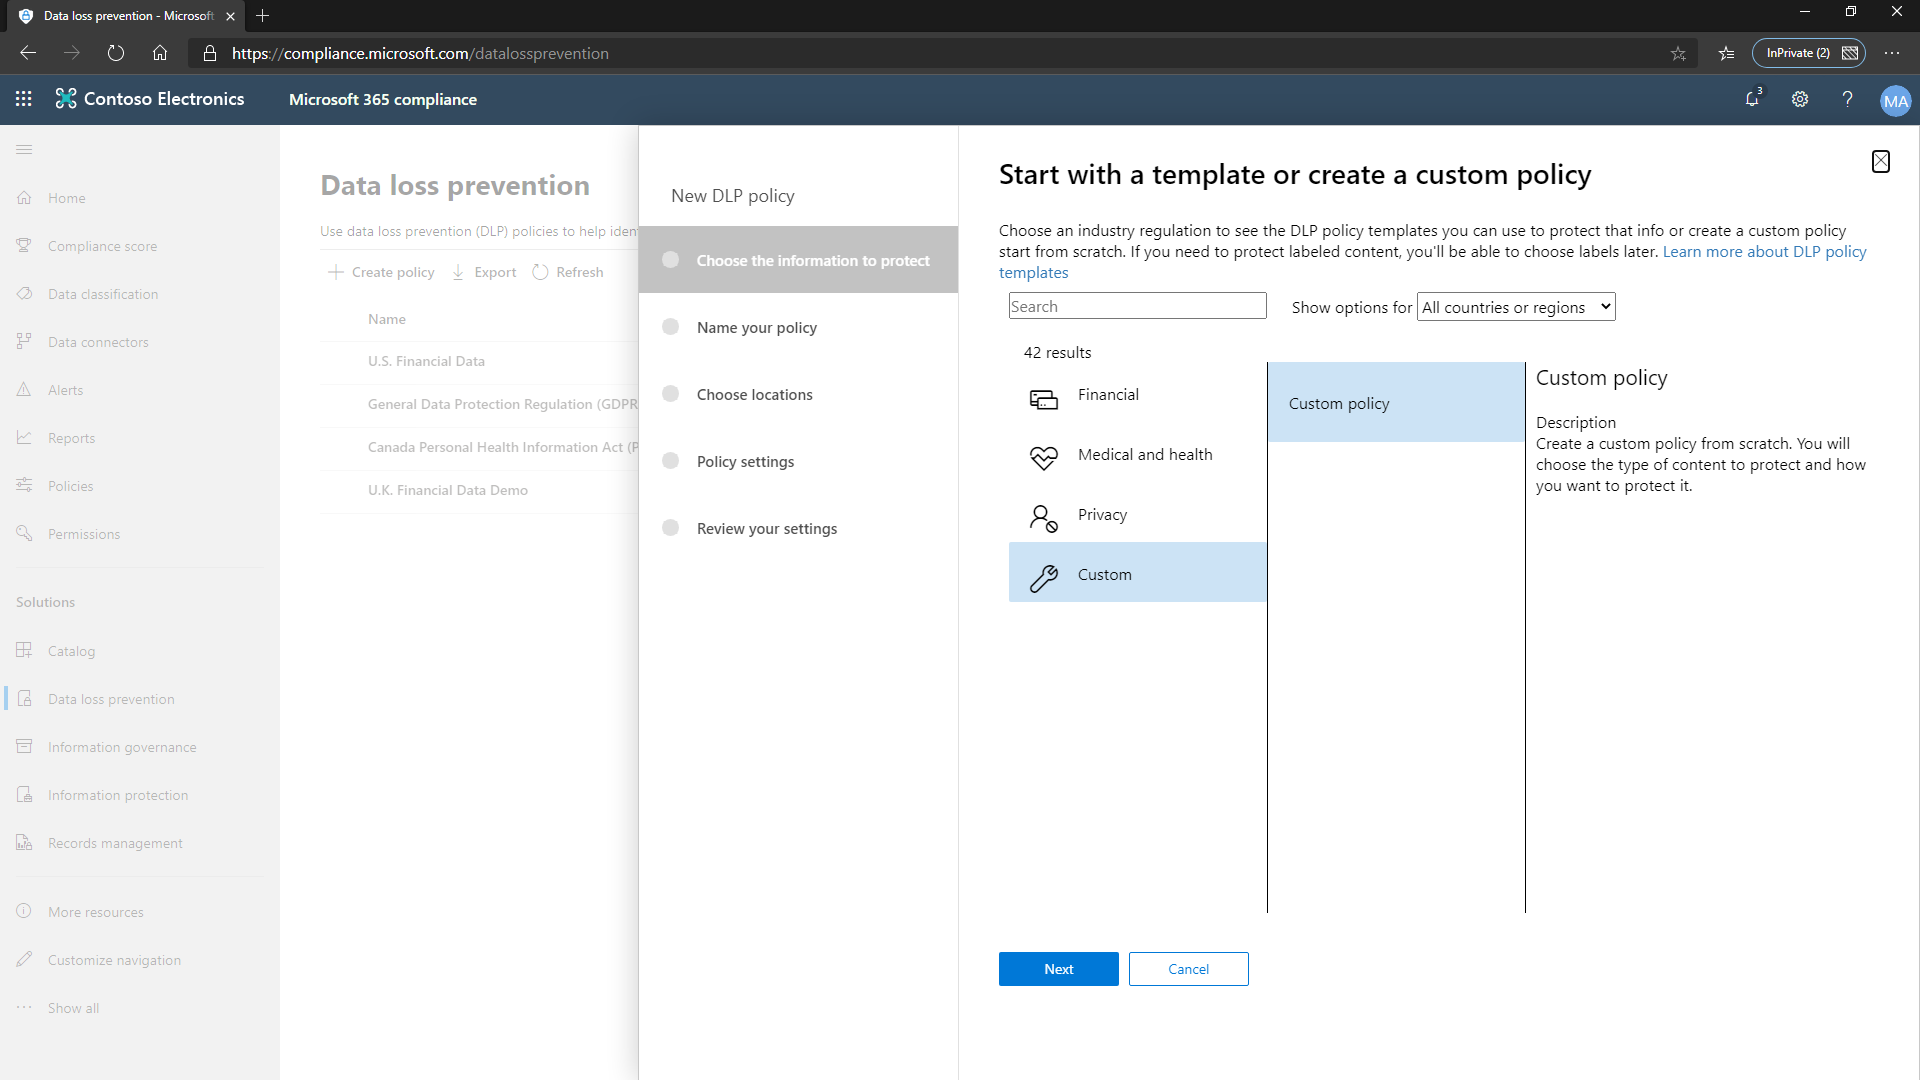 Data loss prevention - Microsoft
https://compliance.microsoft.com/datalossprevention
InPrivate (2)
Contoso Electronics
Microsoft 365 compliance
3
?
MA
Home
Compliance score
Data classification
Data connectors
Alerts
Reports
Policies
Permissions
Solutions
Catalog
Data loss prevention
Information governance
Information protection
Records management
More resources
Customize navigation
Show all
Data loss prevention
Use data loss prevention (DLP) policies to help iden
Create policy
Export
Refresh
Name
U.S. Financial Data
General Data Protection Regulation (GDPR
Canada Personal Health Information Act (P
U.K. Financial Data Demo
New DLP policy
Choose the information to protect
Name your policy
Choose locations
Policy settings
Review your settings
Start with a template or create a custom policy
Choose an industry regulation to see the DLP policy templates you can use to protect that info or create a custom policy
start from scratch. If you need to protect labeled content, you'll be able to choose labels later. Learn more about DLP policy
templates
Search
Show options for All countries or regions
42 results
Financial
Medical and health
Privacy
Custom
Custom policy
Custom policy
Description
Create a custom policy from scratch. You will
choose the type of content to protect and how
you want to protect it.
Next
Cancel